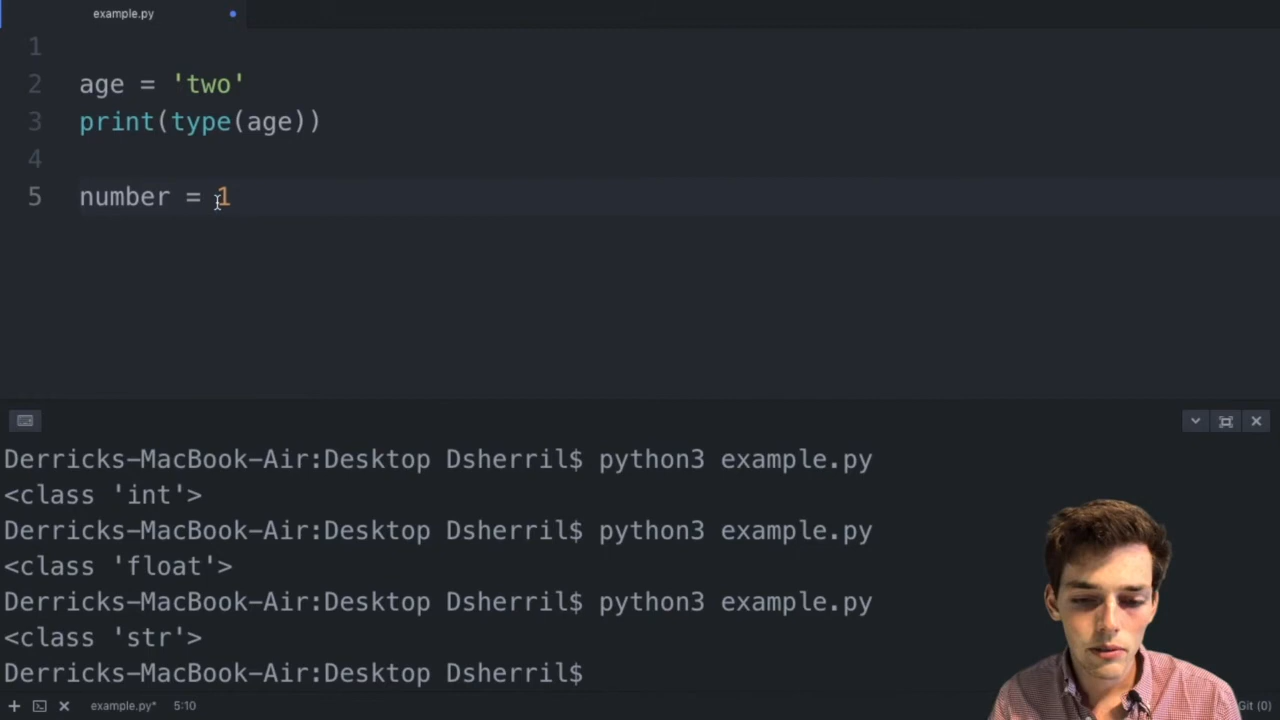 example.py
1
2 age = 'two'
3 print(type(age))
4
5 number = 1
Derricks-MacBook-Air:Desktop Dsherril$ python3 example.py
<class 'int'>
Derricks-MacBook-Air:Desktop Dsherril$ python3 example.py
<class 'float'>
Derricks-MacBook-Air:Desktop Dsherril$ python3 example.py
<class 'str'>
Derricks-MacBook-Air:Desktop Dsherril$
example.py* 5:10 Git (0)